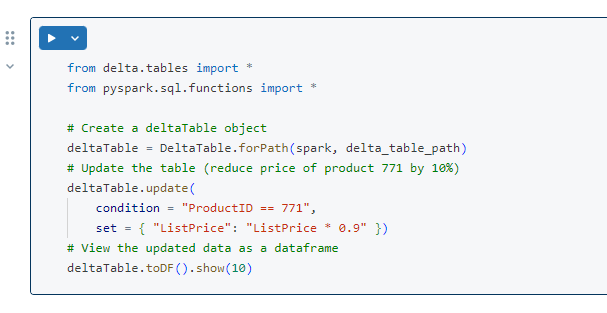 from delta.tables import *
from pyspark.sql.functions import *
# Create a deltaTable object
deltaTable = DeltaTable.forPath(spark, delta_table_path)
# Update the table (reduce price of product 771 by 10%)
deltaTable.update(
    condition = "ProductID == 771",
    set = { "ListPrice": "ListPrice * 0.9" })
# View the updated data as a dataframe
deltaTable.toDF().show(10)